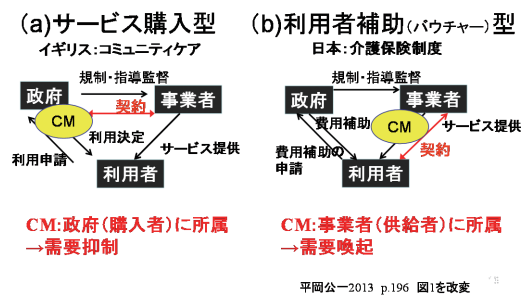 (a)サービス購入型
イギリス:コミュニティケア
規制・指導監督
政府
契約
事業者
CM
利用決定
利用申請
サービス提供
利用者
CM:政府(購入者)に所属
→需要抑制
(b)利用者補助(バウチャー)型
日本:介護保険制度
規制・指導監督
政府
事業者
費用補助
CM
サービス提供
費用補助の
申請
契約
利用者
CM:事業者(供給者)に所属
→需要喚起
平岡公一2013 p.196 図1を改変